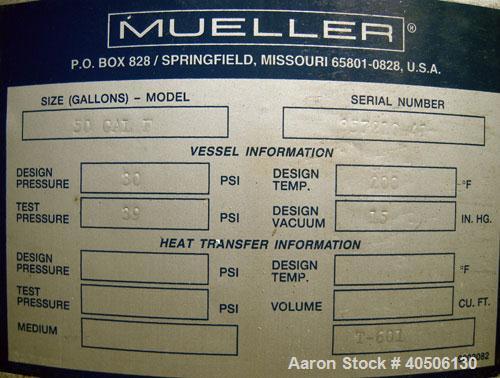 MUELLER®
P.O. BOX 828 / SPRINGFIELD, MISSOURI 65801-0828, U.S.A.
SIZE (GALLONS) – MODEL SERIAL NUMBER
50 GAL
VESSEL INFORMATION
DESIGN PRESSURE 30 PSI DESIGN TEMP. 200 °F
TEST PRESSURE 39 PSI DESIGN VACUUM 15 IN. HG.
HEAT TRANSFER INFORMATION
DESIGN PRESSURE PSI DESIGN TEMP. °F
TEST PRESSURE PSI VOLUME CU. FT.
MEDIUM T-601
Aaron Stock # 40506130